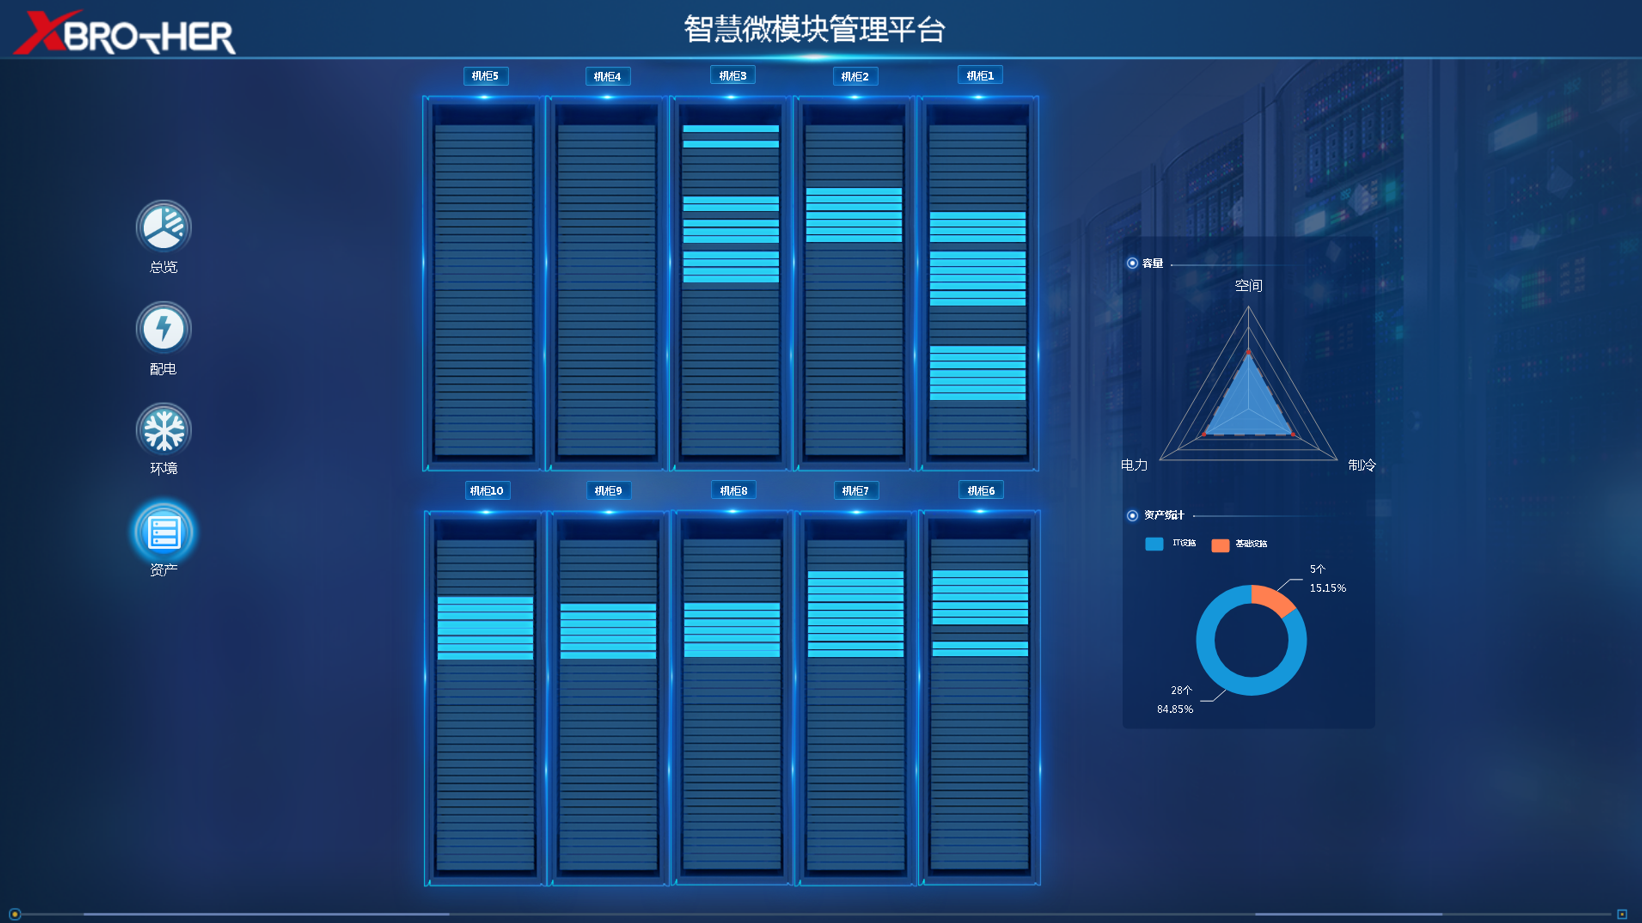 XBROTHER
智慧微模块管理平台
机柜5 机柜4 机柜3 机柜2 机柜1
总览
配电
环境
资产
机柜10 机柜9 机柜8 机柜7 机柜6
容量
空间
电力 制冷
资产统计
IT设施 基础设施
5个
15.15%
28个
84.85%